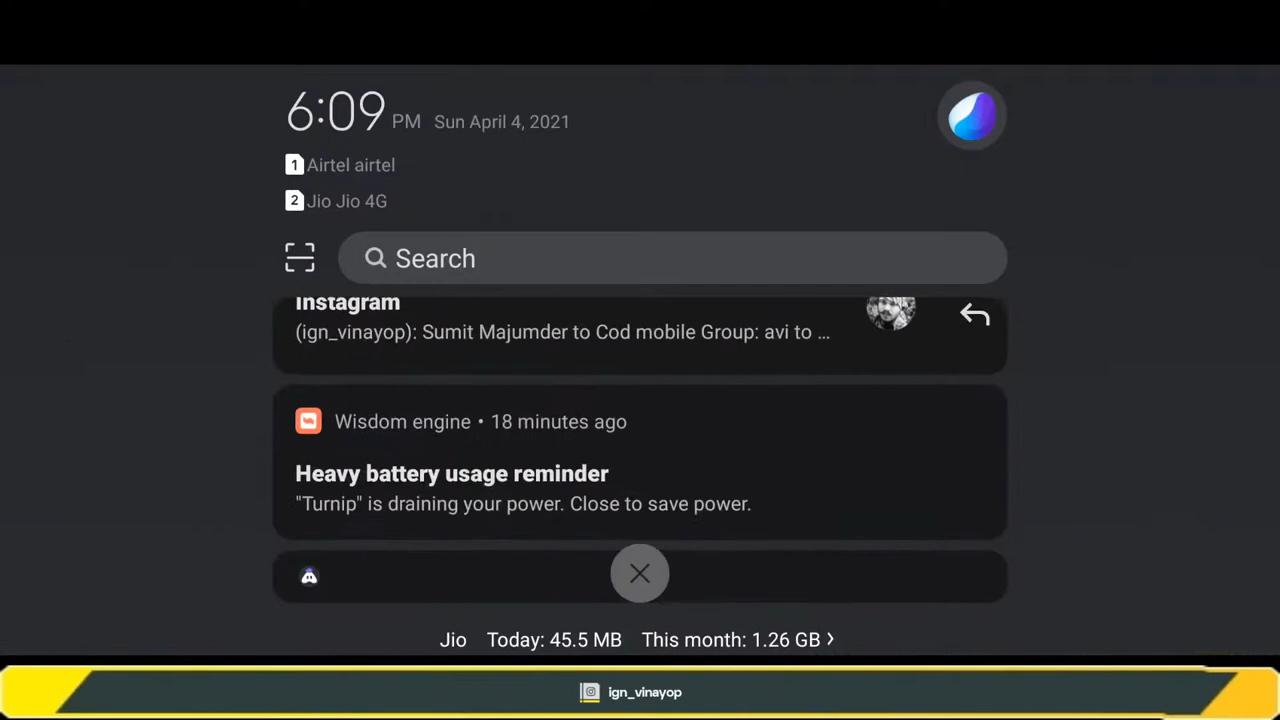 6:09 PM Sun April 4, 2021
1 Airtel airtel
2 Jio Jio 4G
Search
Instagram
(ign_vinayop): Sumit Majumder to Cod mobile Group: avi to ...
Wisdom engine • 18 minutes ago
Heavy battery usage reminder
"Turnip" is draining your power. Close to save power.
Jio Today: 45.5 MB This month: 1.26 GB >
ign_vinayop